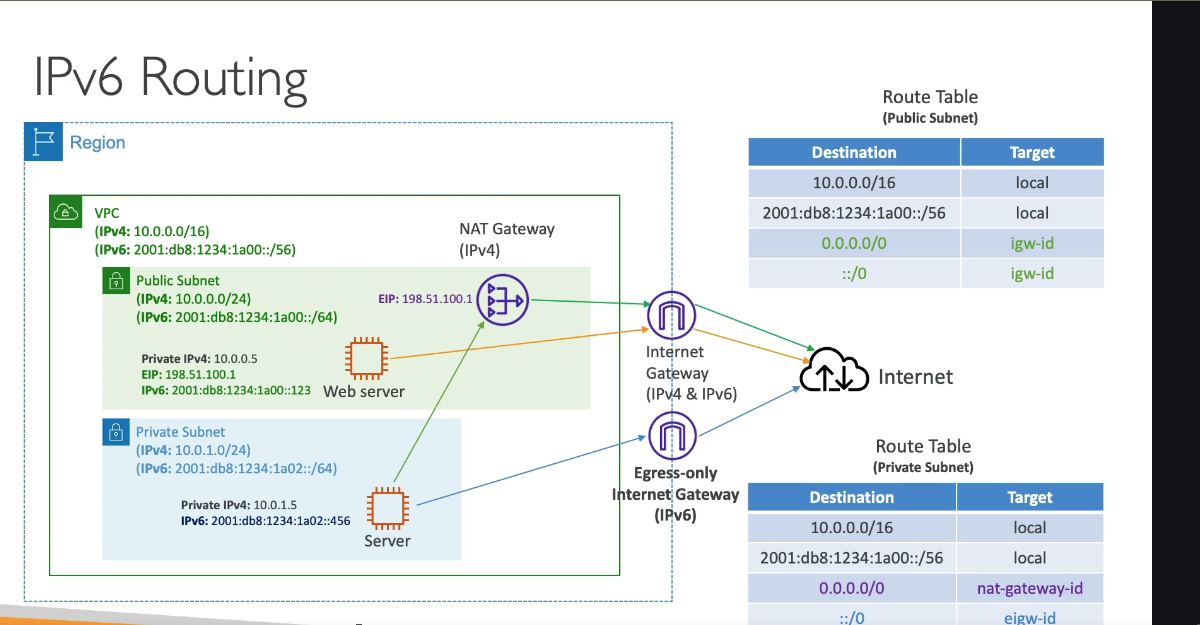 IPv6 Routing
Region
VPC
(IPv4: 10.0.0.0/16)
(IPv6: 2001:db8:1234:1a00::/56)
NAT Gateway
(IPv4)
Public Subnet
(IPv4: 10.0.0.0/24)
(IPv6: 2001:db8:1234:1a00::/64)
EIP: 198.51.100.1
Private IPv4: 10.0.0.5
EIP: 198.51.100.1
IPv6: 2001:db8:1234:1a00::123
Web server
Private Subnet
(IPv4: 10.0.1.0/24)
(IPv6: 2001:db8:1234:1a02::/64)
Private IPv4: 10.0.1.5
IPv6: 2001:db8:1234:1a02::456
Server
Internet
Gateway
(IPv4 & IPv6)
Egress-only
Internet Gateway
(IPv6)
Internet
Route Table
(Public Subnet)
Destination Target
10.0.0.0/16 local
2001:db8:1234:1a00::/56 local
0.0.0.0/0 igw-id
::/0 igw-id
Route Table
(Private Subnet)
Destination Target
10.0.0.0/16 local
2001:db8:1234:1a00::/56 local
0.0.0.0/0 nat-gateway-id
::/0 eigw-id